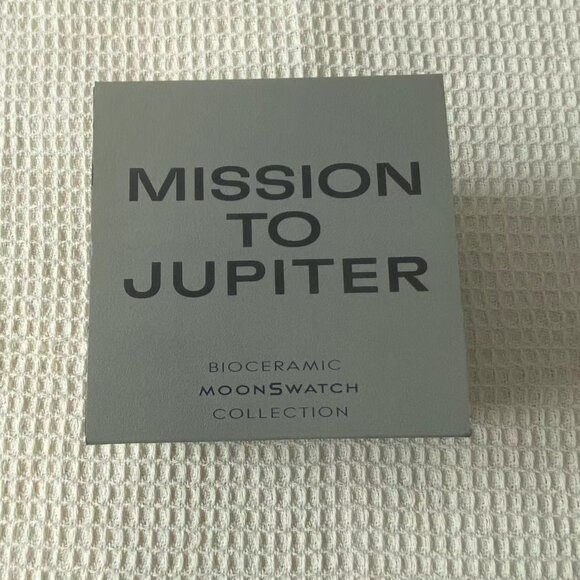 MISSION
TO
JUPITER
BIOCERAMIC
MOONSWATCH
COLLECTION